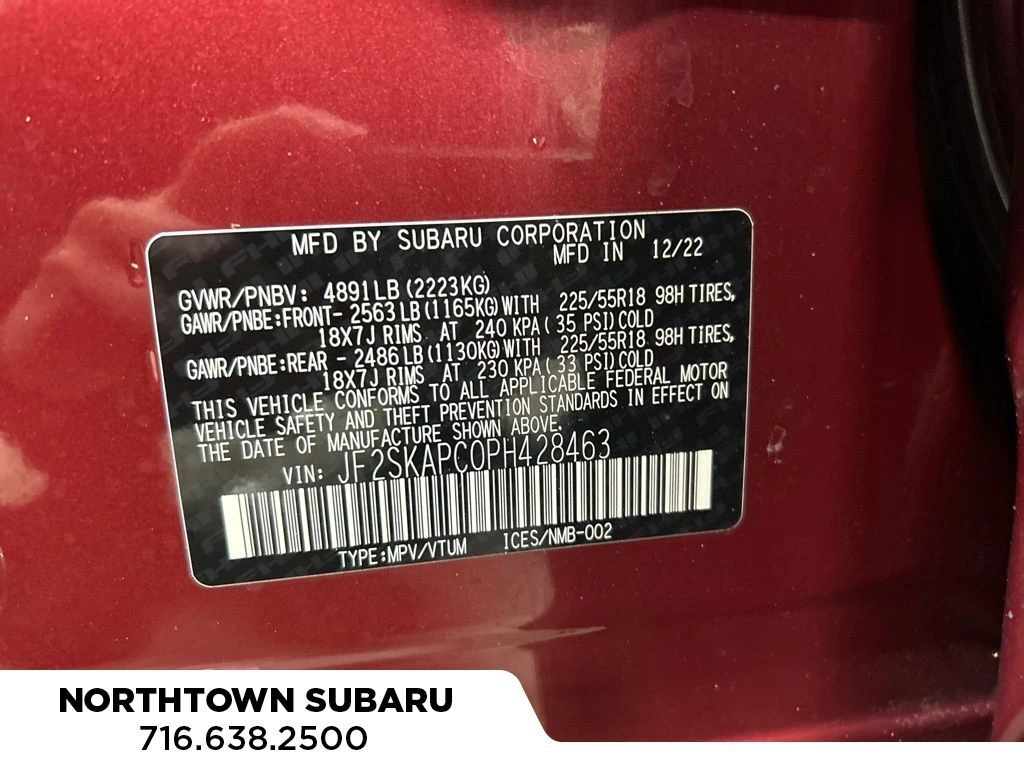 MFD BY SUBARU CORPORATION
MFD IN 12/22
GVWR/PNBV: 4891LB(2223KG)
GAWR/PNBE:FRONT- 2563LB(1165KG)WITH 225/55R18 98H TIRES,
18X7J RIMS AT 240 KPA( 35 PSI)COLD
GAWR/PNBE:REAR - 2486LB(1130KG)WITH 225/55R18 98H TIRES,
18X7J RIMS AT 230 KPA( 33 PSI)COLD
THIS VEHICLE CONFORMS TO ALL APPLICABLE FEDERAL MOTOR
VEHICLE SAFETY AND THEFT PREVENTION STANDARDS IN EFFECT ON
THE DATE OF MANUFACTURE SHOWN ABOVE.
VIN: JF2SKAPC0PH428463
TYPE:MPV/VTUM ICES/NMB-002
NORTHTOWN SUBARU
716.638.2500